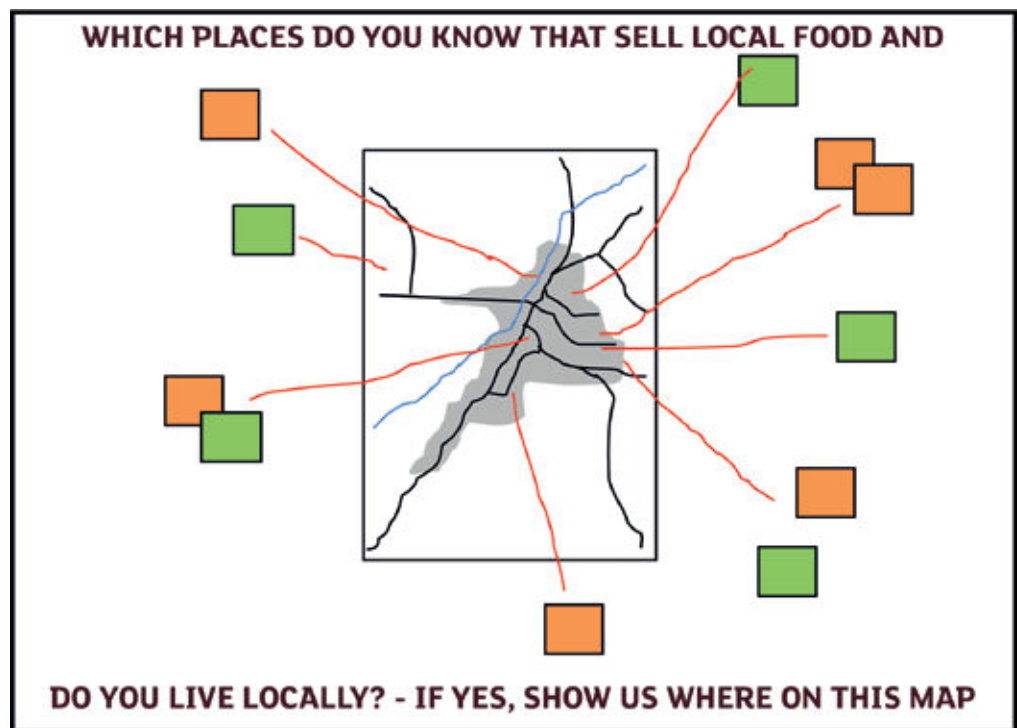 WHICH PLACES DO YOU KNOW THAT SELL LOCAL FOOD AND
DO YOU LIVE LOCALLY? - IF YES, SHOW US WHERE ON THIS MAP